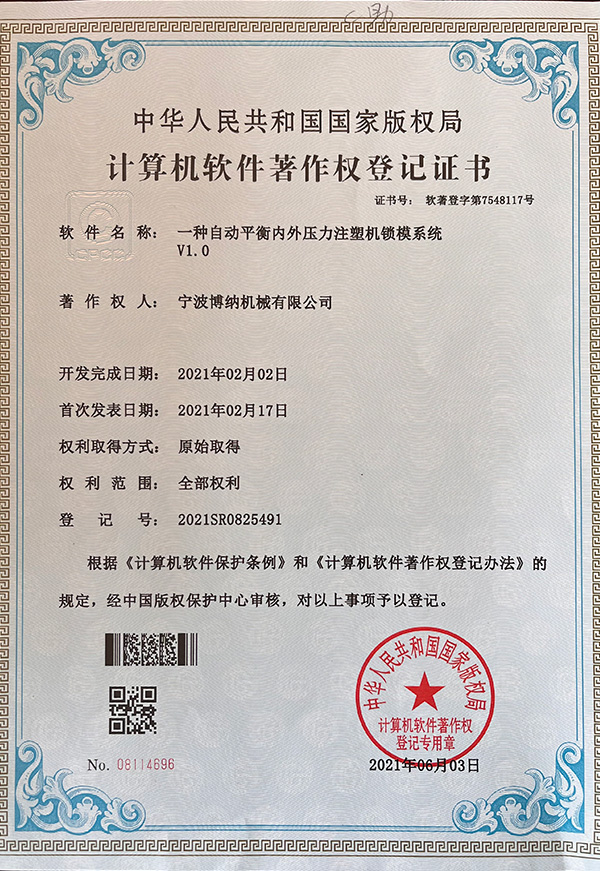 中华人民共和国国家版权局
计算机软件著作权登记证书
证书号： 软著登字第7548117号
软件名称： 一种自动平衡内外压力注塑机锁模系统
V1.0
著作权人： 宁波博纳机械有限公司
开发完成日期： 2021年02月02日
首次发表日期： 2021年02月17日
权利取得方式： 原始取得
权利范围： 全部权利
登记号： 2021SR0825491
根据《计算机软件保护条例》和《计算机软件著作权登记办法》的
规定，经中国版权保护中心审核，对以上事项予以登记。
中华人民共和国国家版权局
计算机软件著作权
登记专用章
No. 08114696
2021年06月03日